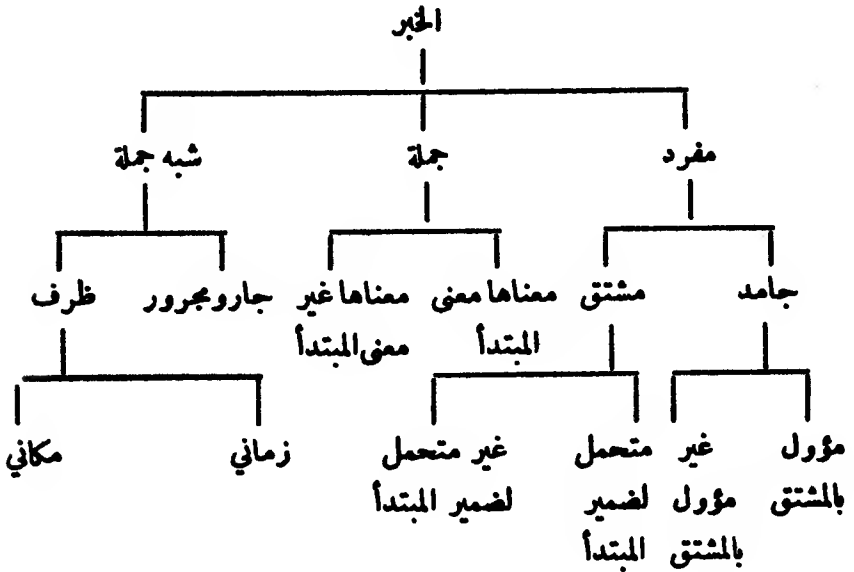 الخبر
مفرد
جملة
شبه جملة
جامد
مشتق
معناها معنى
المبتدأ
معناها غير
معنى المبتدأ
جار ومجرور
ظرف
مؤول
بالمشتق
غير
مؤول
بالمشتق
متحمل
لضمير
المبتدأ
غير متحمل
لضمير المبتدأ
زماني
مكاني